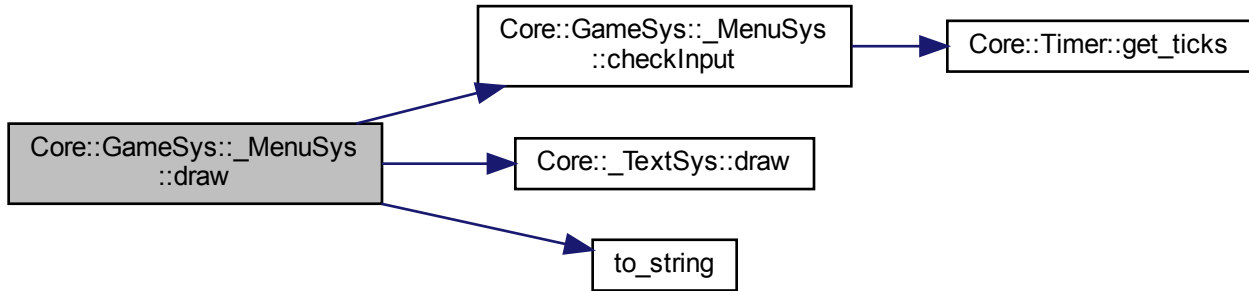 Core::GameSys::_MenuSys
::checkInput
Core::Timer::get_ticks
Core::GameSys::_MenuSys
::draw
Core::_TextSys::draw
to_string